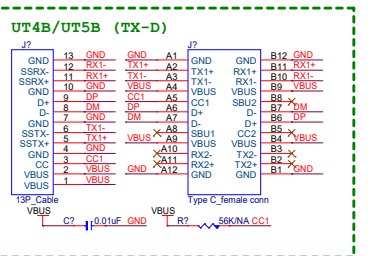 UT4B/UT5B (TX-D)
J? J?
GND 13 GND GND A1 GND GND B12 GND
SSRX- 12 RX1- TX1+ A2 TX1+ RX1+ B11 RX1+
SSRX+ 11 RX1+ TX1- A3 TX1- RX1- B10 RX1-
GND 10 GND VBUS A4 VBUS VBUS B9 VBUS
D+ 9 DP CC1 A5 CC1 SBU2 B8
D- 8 DM DP A6 D+ D- B7 DM
GND 7 GND DM A7 D- D+ B6 DP
SSTX- 6 TX1- A8 SBU1 CC2 B5
SSTX+ 5 TX1+ VBUS A9 VBUS VBUS B4 VBUS
GND 4 GND A10 RX2- TX2- B3
CC 3 CC1 A11 RX2+ TX2+ B2
VBUS 2 VBUS GND A12 GND GND B1 GND
VBUS 1 VBUS
13P_Cable Type C_female conn
VBUS VBUS
C? 0.01uF GND R? 56K/NA CC1